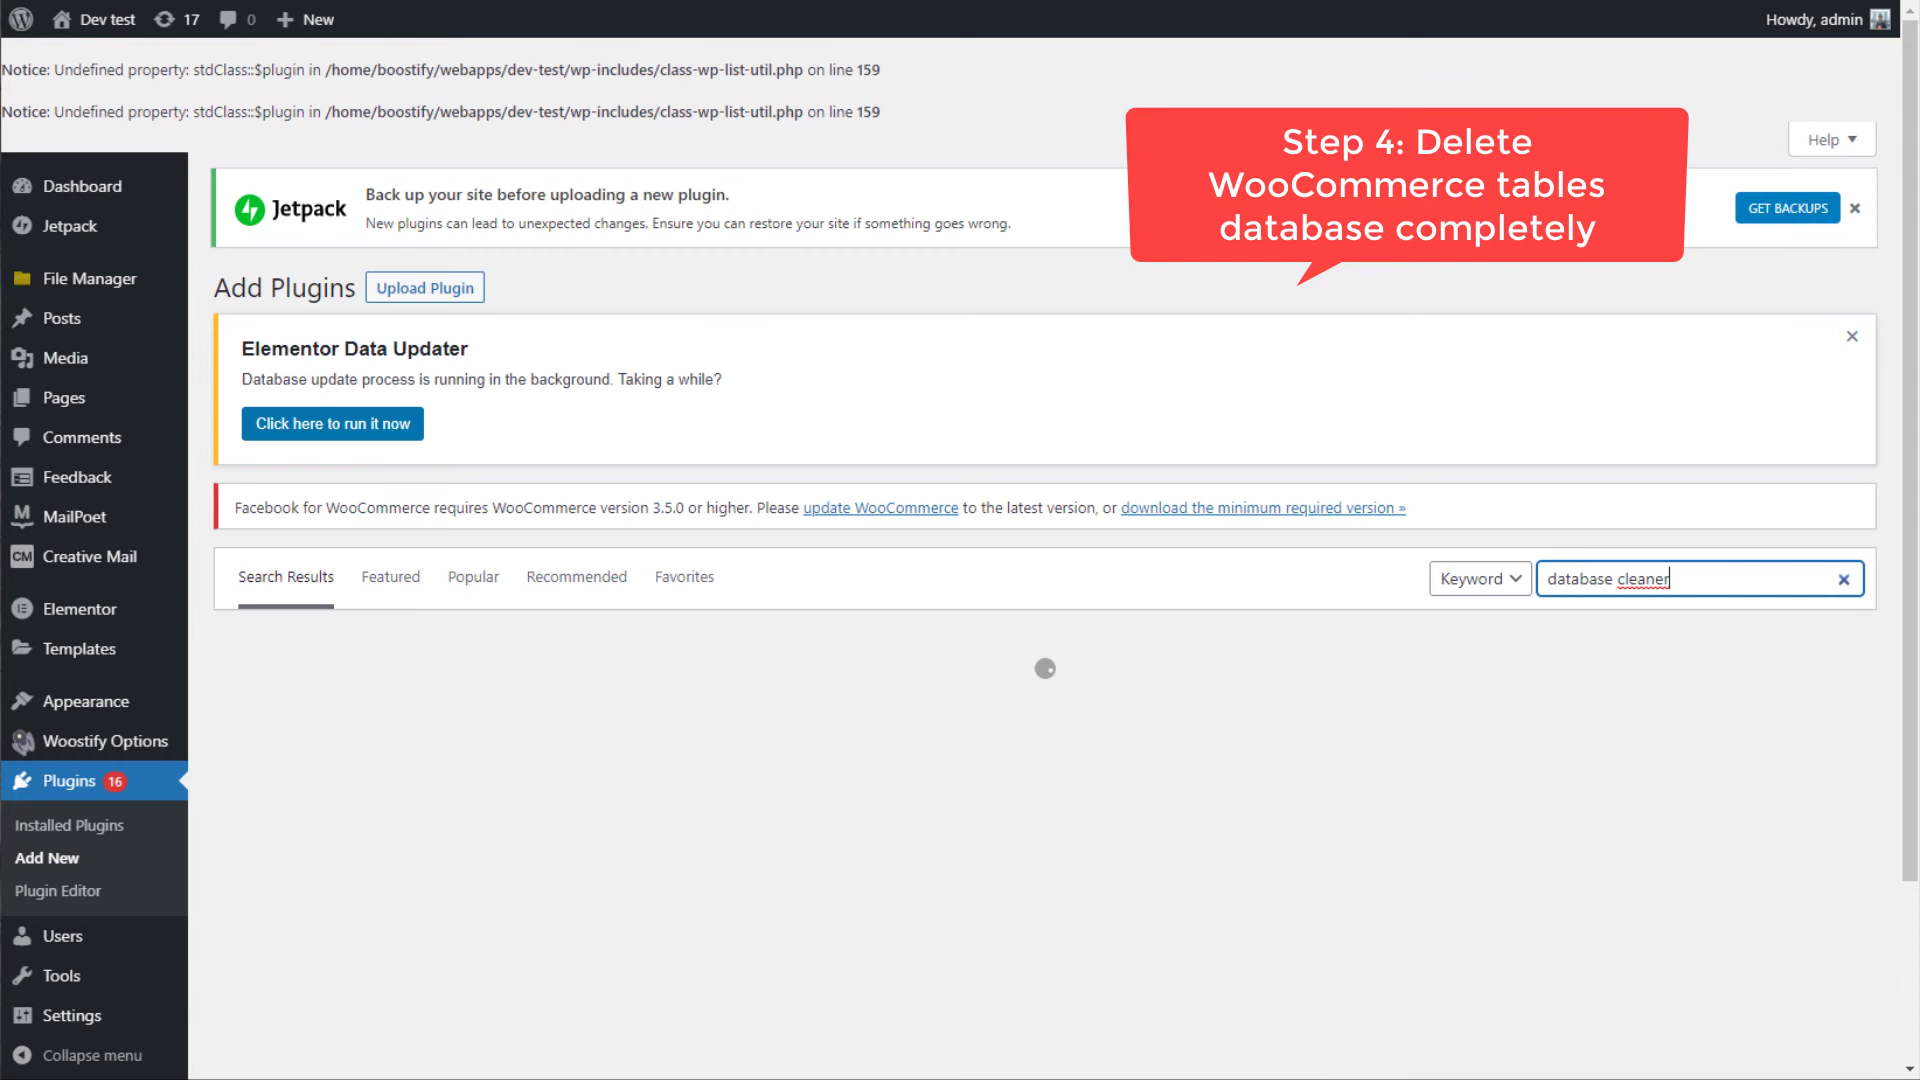 Dev test 17 0 New Howdy, admin
Notice: Undefined property: stdClass::$plugin in /home/boostify/webapps/dev-test/wp-includes/class-wp-list-util.php on line 159
Notice: Undefined property: stdClass::$plugin in /home/boostify/webapps/dev-test/wp-includes/class-wp-list-util.php on line 159
Step 4: Delete
WooCommerce tables
database completely
Help
Dashboard
Jetpack
File Manager
Posts
Media
Pages
Comments
Feedback
MailPoet
CM Creative Mail
Elementor
Templates
Appearance
Woostify Options
Plugins 16
Installed Plugins
Add New
Plugin Editor
Users
Tools
Settings
Collapse menu
Jetpack
Back up your site before uploading a new plugin.
New plugins can lead to unexpected changes. Ensure you can restore your site if something goes wrong.
GET BACKUPS
Add Plugins Upload Plugin
Elementor Data Updater
Database update process is running in the background. Taking a while?
Click here to run it now
Facebook for WooCommerce requires WooCommerce version 3.5.0 or higher. Please update WooCommerce to the latest version, or download the minimum required version »
Search Results Featured Popular Recommended Favorites Keyword database cleaner